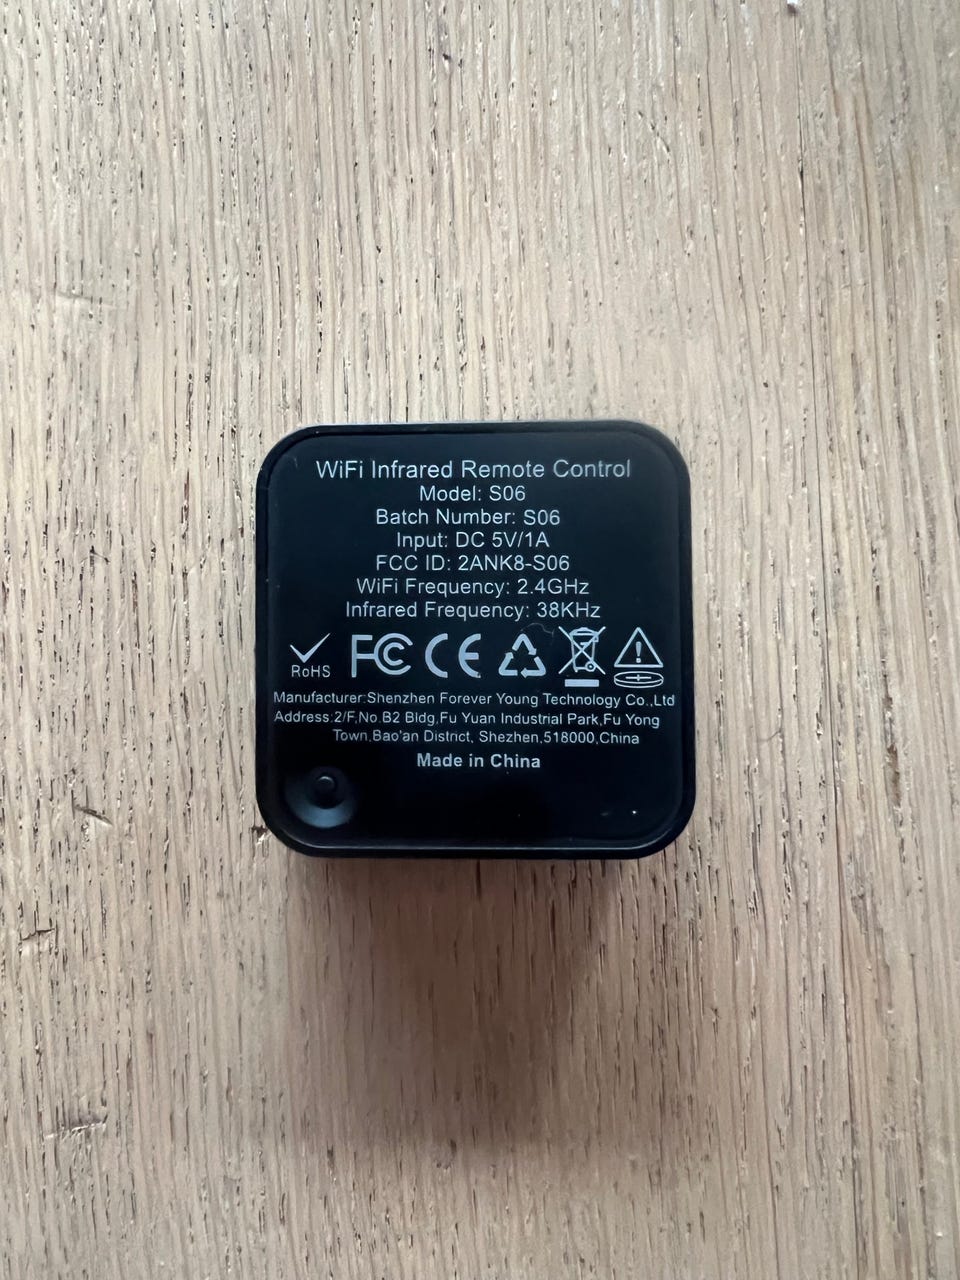 WiFi Infrared Remote Control
Model: S06
Batch Number: S06
Input: DC 5V/1A
FCC ID: 2ANK8-S06
WiFi Frequency: 2.4GHz
Infrared Frequency: 38KHz
RoHS FC CE
Manufacturer:Shenzhen Forever Young Technology Co.,Ltd
Address:2/F,No.B2 Bldg,Fu Yuan Industrial Park,Fu Yong
Town,Bao'an District, Shezhen,518000,China
Made in China